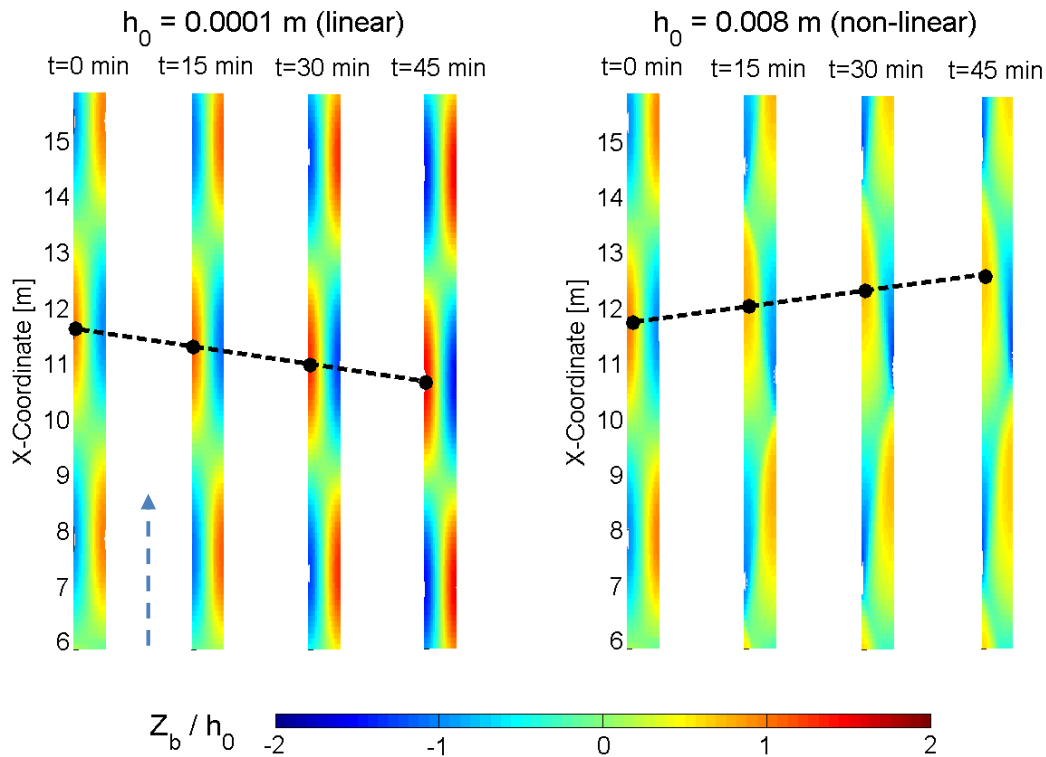 h0 = 0.0001 m (linear)
t=0 min t=15 min t=30 min t=45 min
X-Coordinate [m]
15
14
13
12
11
10
9
8
7
6
h0 = 0.008 m (non-linear)
t=0 min t=15 min t=30 min t=45 min
X-Coordinate [m]
15
14
13
12
11
10
9
8
7
6
Zb / h0
-2 -1 0 1 2